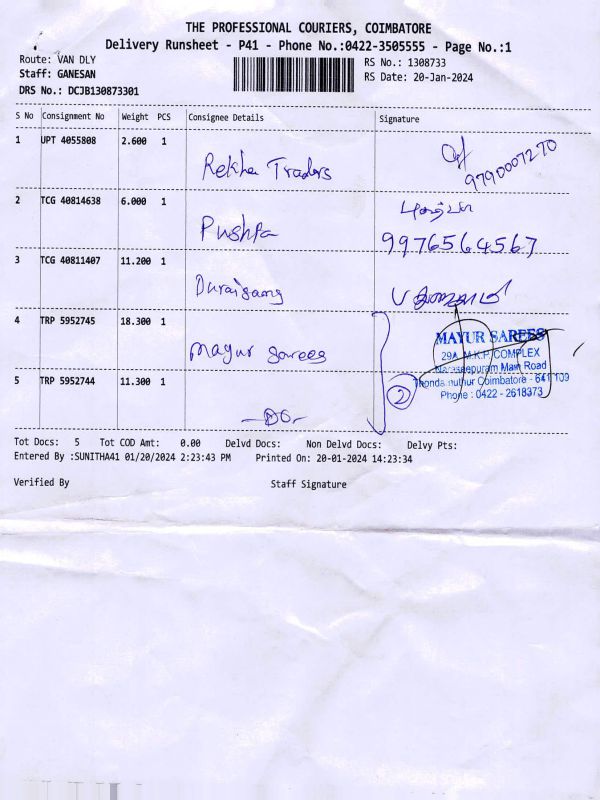 THE PROFESSIONAL COURIERS, COIMBATORE
Delivery Runsheet - P41 - Phone No.:0422-3505555 - Page No.:1
Route: VAN DLY
Staff: GANESAN
DRS No.: DCJB130873301
RS No.: 1308733
RS Date: 20-Jan-2024
S No Consignment No Weight PCS Consignee Details Signature
1 UPT 4055808 2.600 1 Rekha Traders 9790007270
2 TCG 40814638 6.000 1 Pushpa புஷ்பா 9976564567
3 TCG 40811407 11.200 1 Duraisamy
4 TRP 5952745 18.300 1 Mayur Sarees
5 TRP 5952744 11.300 1 -DO-
2
MAYUR SAREES
29A, M.K.P. COMPLEX
Naraseepuram Main Road
Thondamuthur Coimbatore - 641 109
Phone : 0422 - 2618373
Tot Docs: 5 Tot COD Amt: 0.00 Delvd Docs: Non Delvd Docs: Delvy Pts:
Entered By :SUNITHA41 01/20/2024 2:23:43 PM Printed On: 20-01-2024 14:23:34
Verified By Staff Signature